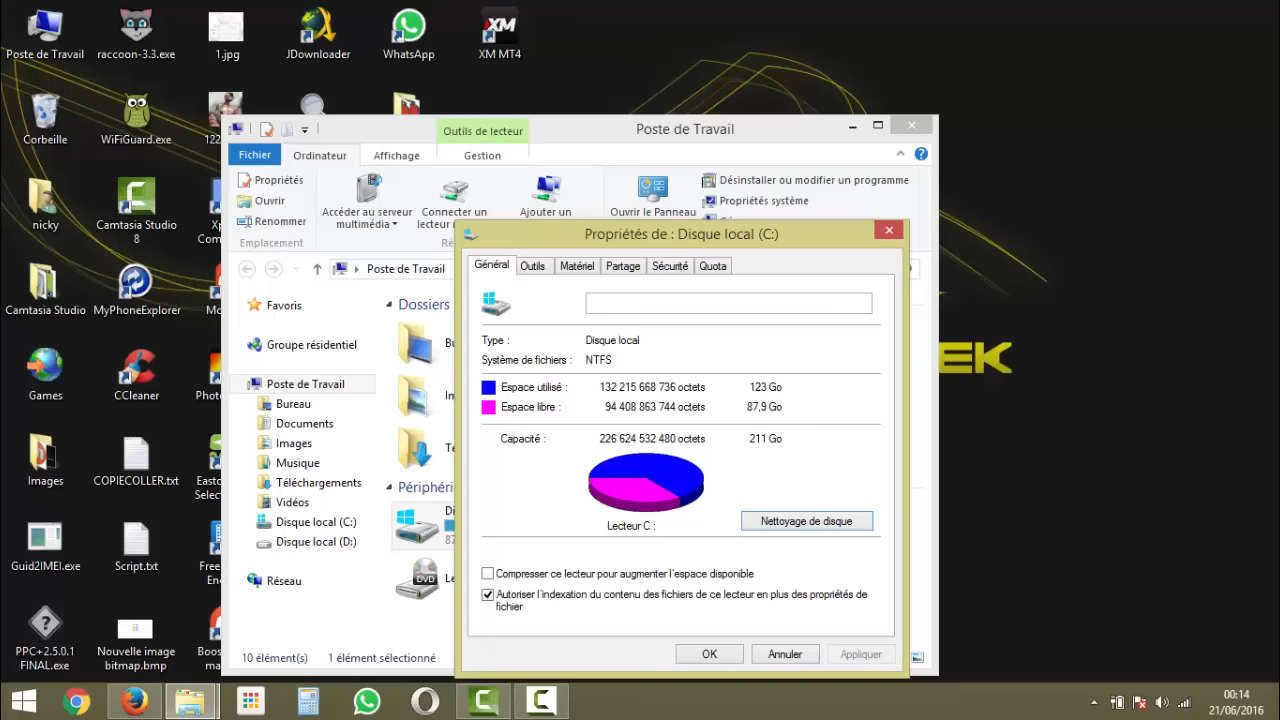 Poste de Travail
raccoon-3.3.exe
1.jpg
JDownloader
WhatsApp
XM MT4
Corbeille
WiFiGuard.exe
nicky
Camtasia Studio
8
Camtasia Studio
MyPhoneExplorer
Games
CCleaner
Images
COPIECOLLER.txt
Guid2IMEI.exe
Script.txt
PPC+2.5.0.1
FINAL.exe
Nouvelle image
bitmap.bmp
EK
Outils de lecteur
Poste de Travail
Fichier
Ordinateur
Affichage
Gestion
Propriétés
Ouvrir
Renommer
Emplacement
Accéder au serveur
multimédia
Connecter un
lecteur
Ajouter un
Ouvrir le Panneau
Désinstaller ou modifier un programme
Propriétés système
Poste de Travail
Favoris
Groupe résidentiel
Poste de Travail
Bureau
Documents
Images
Musique
Téléchargements
Vidéos
Disque local (C:)
Disque local (D:)
Réseau
Dossiers
10 élément(s)
1 élément sélectionné
DVD
Propriétés de : Disque local (C:)
Général
Outils
Matériel
Partage
Sécurité
Quota
Type :
Disque local
Système de fichiers :
NTFS
Espace utilisé :
132 215 668 736 octets
123 Go
Espace libre :
94 408 863 744 octets
87,9 Go
Capacité :
226 624 532 480 octets
211 Go
Lecteur C :
Nettoyage de disque
Compresser ce lecteur pour augmenter l'espace disponible
Autoriser l'indexation du contenu des fichiers de ce lecteur en plus des propriétés de
fichier
OK
Annuler
Appliquer
00:14
21/06/2016